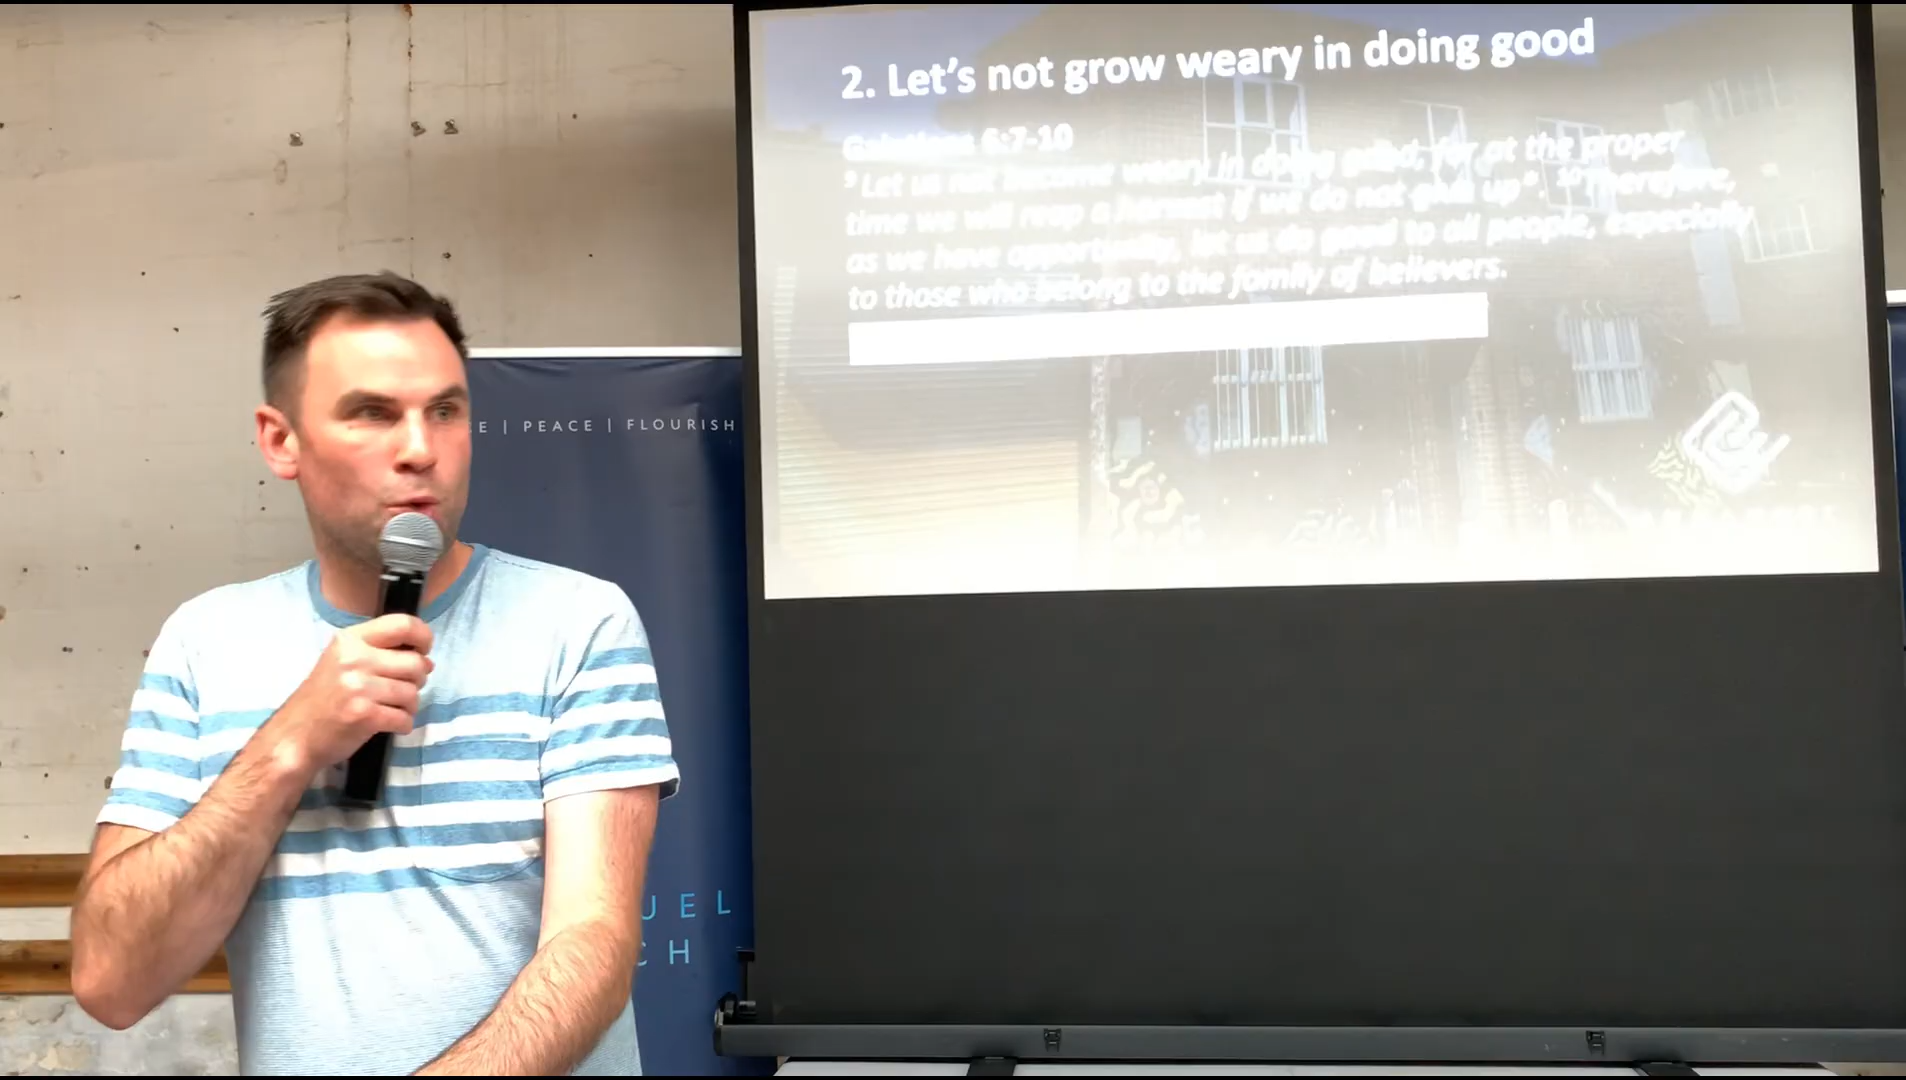 2. Let's not grow weary in doing good
Galatians 6:7-10
⁹ Let us not become weary in doing good, for at the proper
time we will reap a harvest if we do not give up". ¹⁰ Therefore,
as we have opportunity, let us do good to all people, especially
to those who belong to the family of believers.
E | PEACE | FLOURISH
UEL
CH